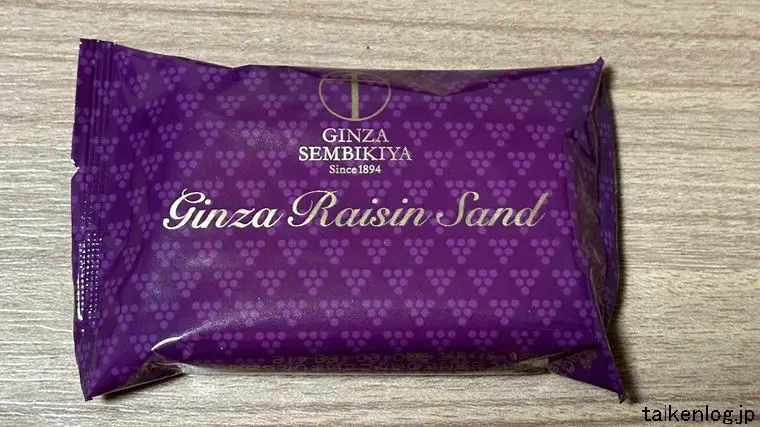 GINZA
SEMBIKIYA
Since 1894
Ginza Raisin Sand
taikenlog.jp